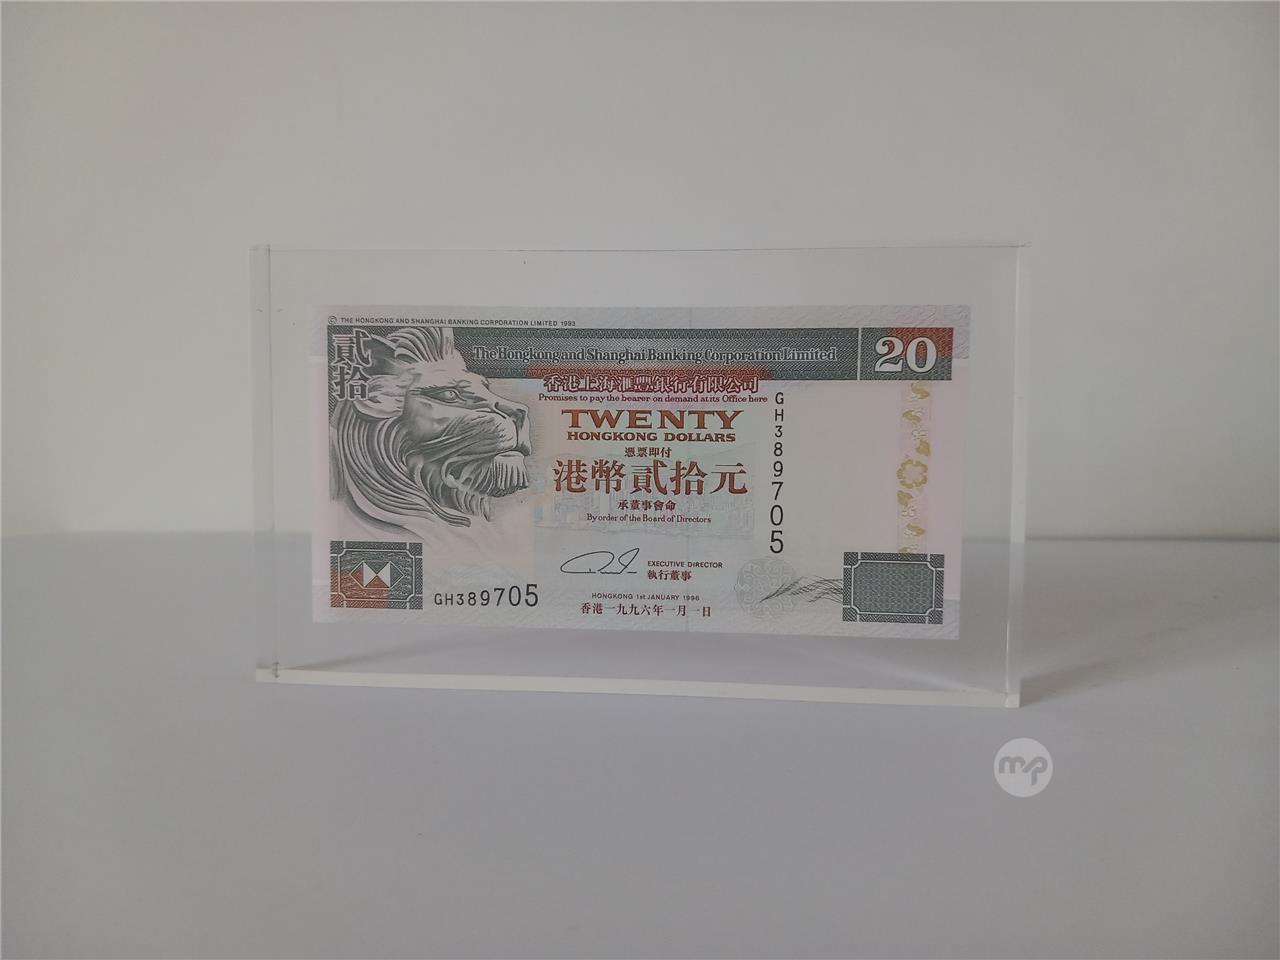 © THE HONGKONG AND SHANGHAI BANKING CORPORATION LIMITED 1993
貳拾
The Hongkong and Shanghai Banking Corporation Limited
20
香港上海滙豐銀行有限公司
Promises to pay the bearer on demand at its Office here
TWENTY
HONGKONG DOLLARS
憑票即付
港幣貳拾元
承董事會命
By order of the Board of Directors
GH389705
EXECUTIVE DIRECTOR
執行董事
GH389705
HONGKONG 1st JANUARY 1996
香港一九九六年一月一日
mp